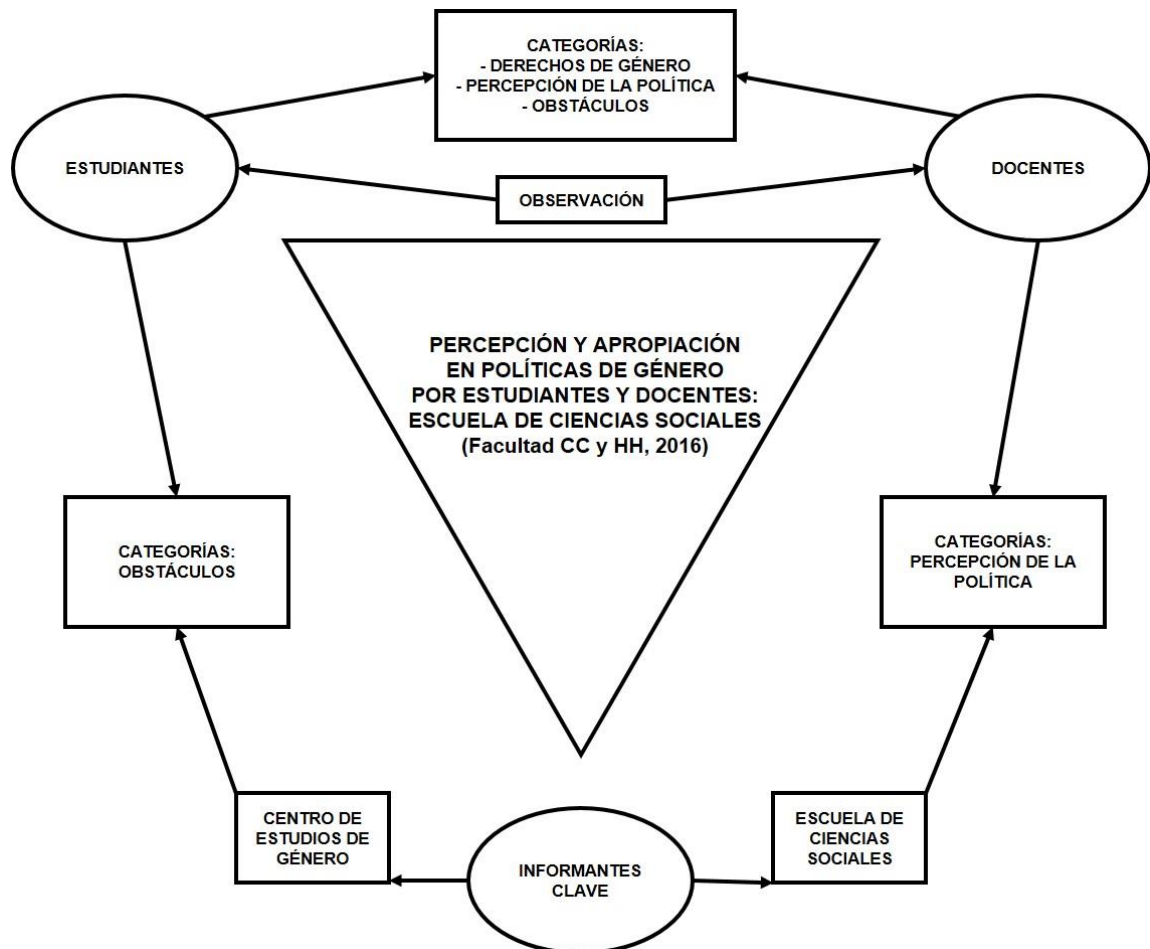 CATEGORÍAS:
- DERECHOS DE GÉNERO
- PERCEPCIÓN DE LA POLÍTICA
- OBSTÁCULOS
ESTUDIANTES
DOCENTES
OBSERVACIÓN
PERCEPCIÓN Y APROPIACIÓN
EN POLÍTICAS DE GÉNERO
POR ESTUDIANTES Y DOCENTES:
ESCUELA DE CIENCIAS SOCIALES
(Facultad CC y HH, 2016)
CATEGORÍAS:
OBSTÁCULOS
CATEGORÍAS:
PERCEPCIÓN DE LA
POLÍTICA
CENTRO DE
ESTUDIOS DE
GÉNERO
INFORMANTES
CLAVE
ESCUELA DE
CIENCIAS
SOCIALES